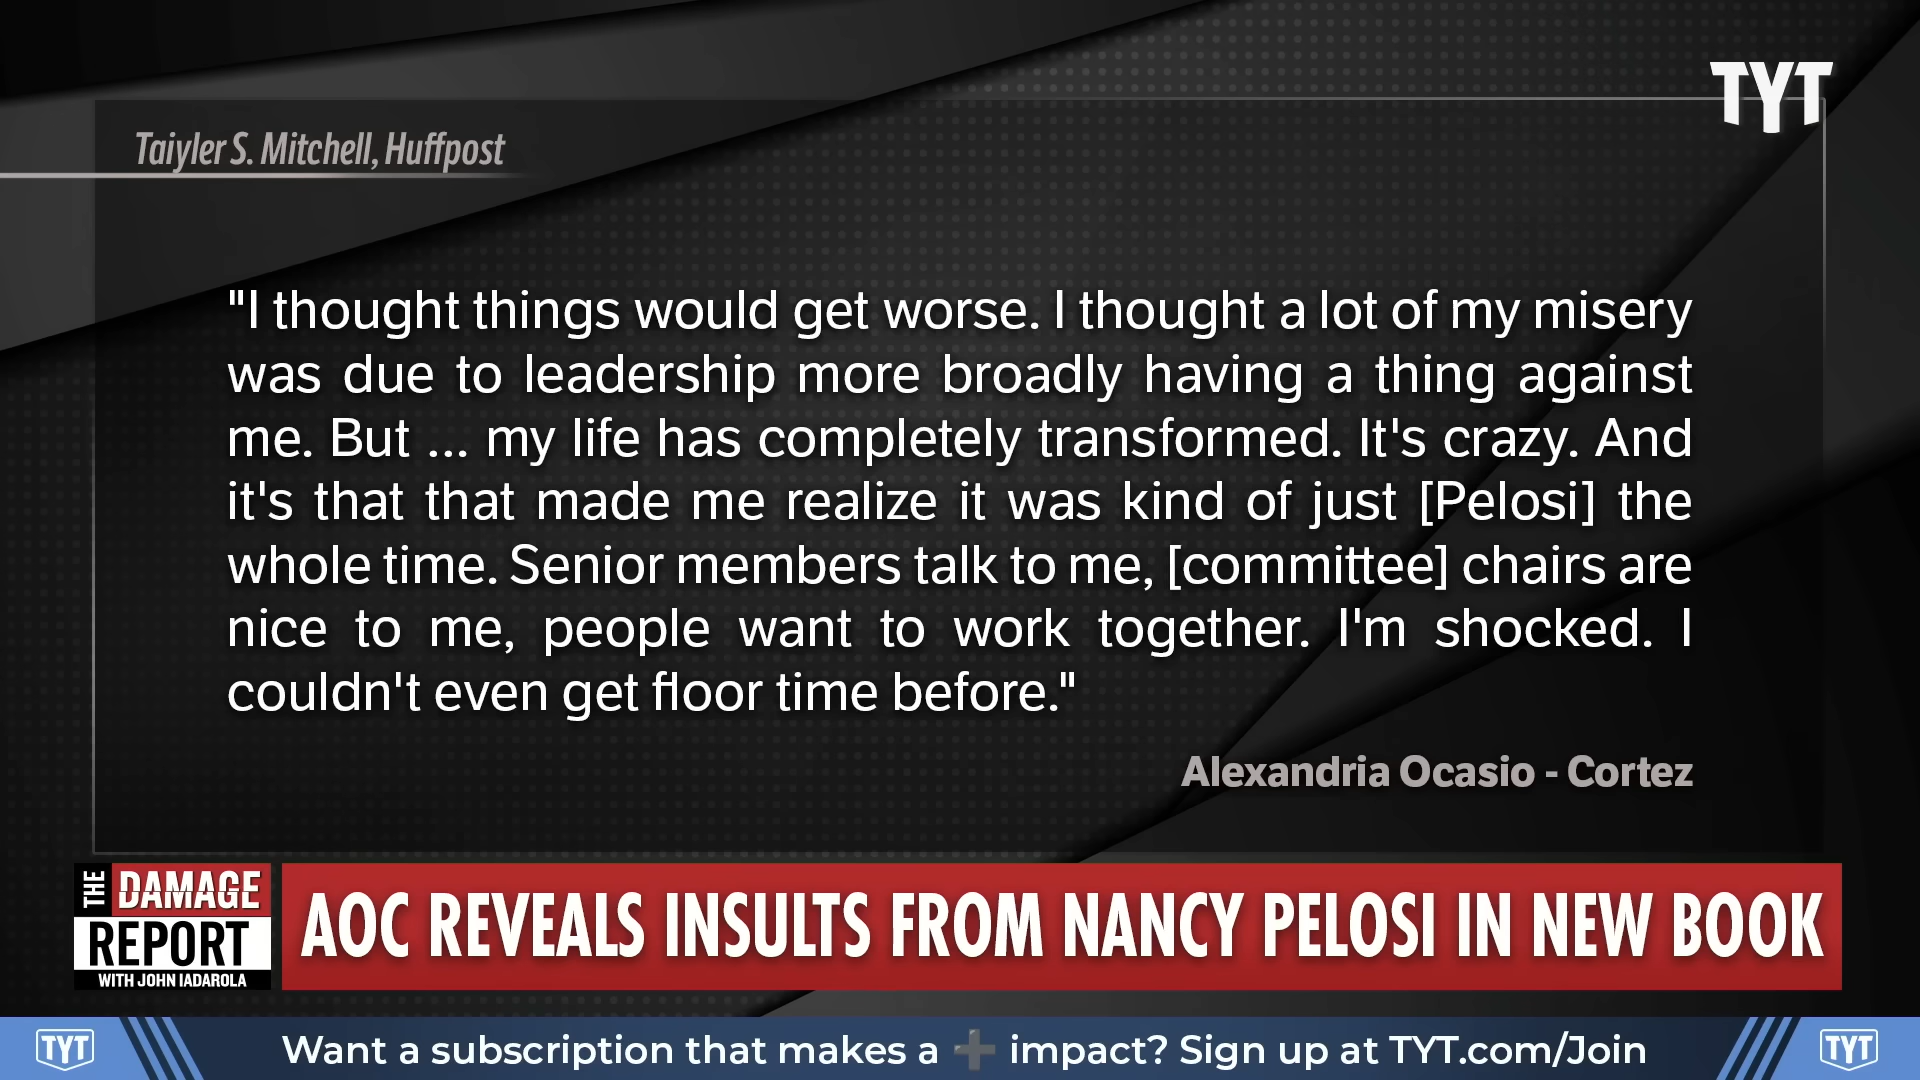 TYT
Taiyler S. Mitchell, Huffpost
"I thought things would get worse. I thought a lot of my misery
was due to leadership more broadly having a thing against
me. But ... my life has completely transformed. It's crazy. And
it's that that made me realize it was kind of just [Pelosi] the
whole time. Senior members talk to me, [committee] chairs are
nice to me, people want to work together. I'm shocked. I
couldn't even get floor time before."
Alexandria Ocasio - Cortez
THE DAMAGE
REPORT
WITH JOHN IADAROLA
AOC REVEALS INSULTS FROM NANCY PELOSI IN NEW BOOK
TYT
Want a subscription that makes a ➕ impact? Sign up at TYT.com/Join
TYT